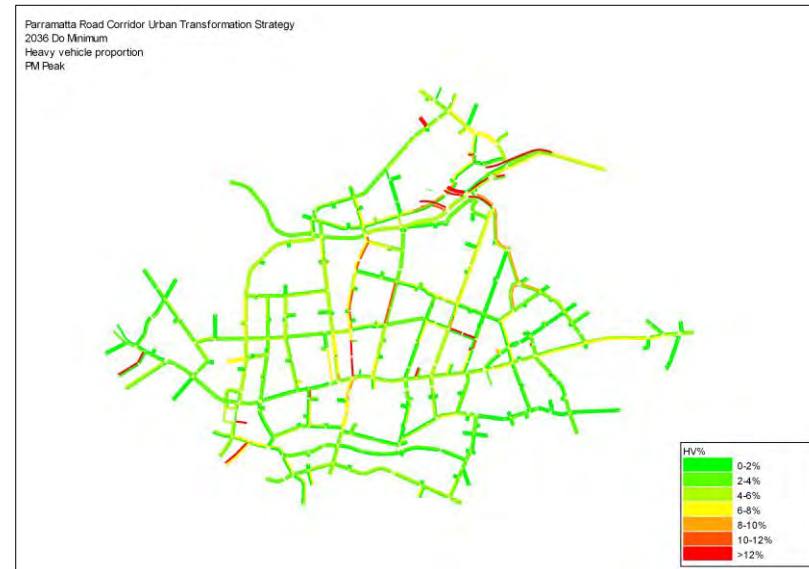 Parramatta Road Corridor Urban Transformation Strategy
2036 Do Minimum
Heavy vehicle proportion
PM Peak
HV%
0-2%
2-4%
4-6%
6-8%
8-10%
10-12%
>12%